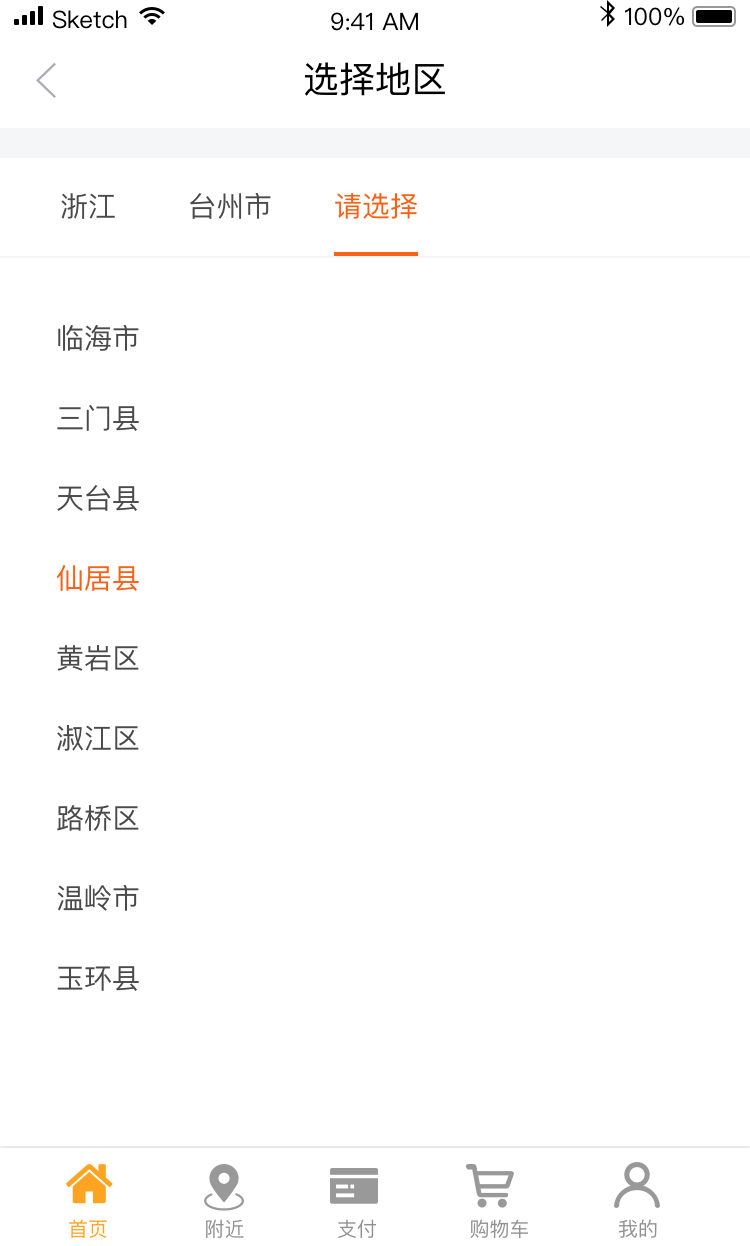 Sketch 9:41 AM 100%
选择地区
浙江 台州市 请选择
临海市
三门县
天台县
仙居县
黄岩区
淑江区
路桥区
温岭市
玉环县
首页 附近 支付 购物车 我的